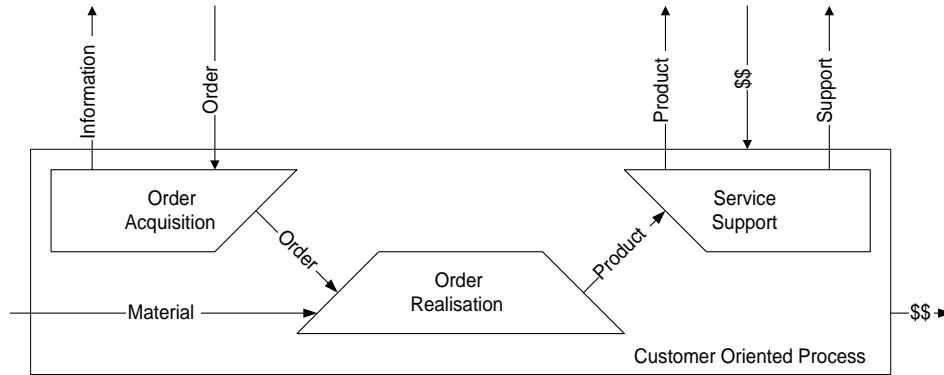 Information
Order
Product
$$
Support
Order
Acquisition
Service
Support
Order
Product
Order
Realisation
Material
$$
Customer Oriented Process